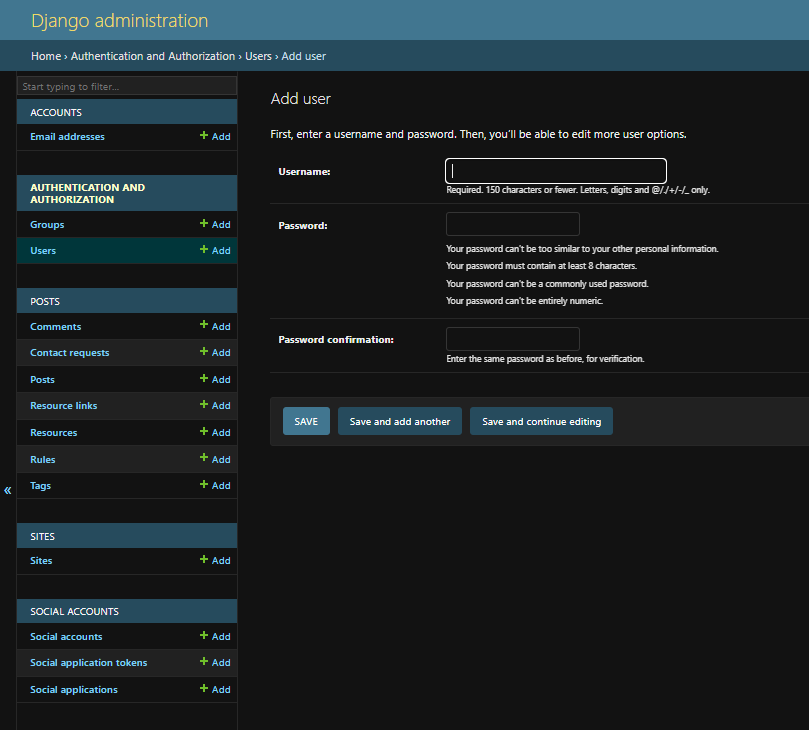 Django administration
Home › Authentication and Authorization › Users › Add user
Start typing to filter...
ACCOUNTS
Email addresses + Add
AUTHENTICATION AND
AUTHORIZATION
Groups + Add
Users + Add
POSTS
Comments + Add
Contact requests + Add
Posts + Add
Resource links + Add
Resources + Add
Rules + Add
Tags + Add
SITES
Sites + Add
SOCIAL ACCOUNTS
Social accounts + Add
Social application tokens + Add
Social applications + Add
«
Add user
First, enter a username and password. Then, you'll be able to edit more user options.
Username:
Required. 150 characters or fewer. Letters, digits and @/./+/-/_ only.
Password:
Your password can't be too similar to your other personal information.
Your password must contain at least 8 characters.
Your password can't be a commonly used password.
Your password can't be entirely numeric.
Password confirmation:
Enter the same password as before, for verification.
SAVE Save and add another Save and continue editing